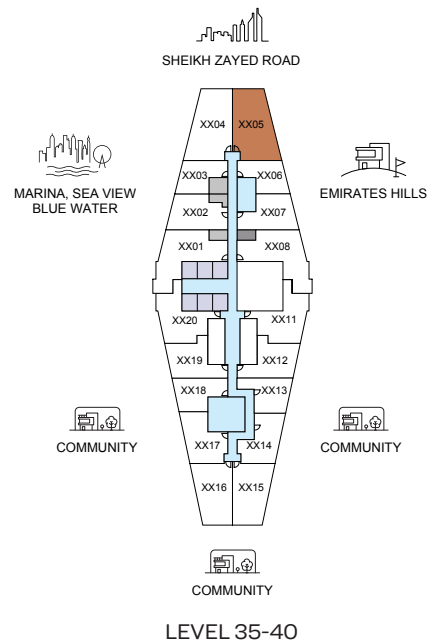 SHEIKH ZAYED ROAD
XX04
XX05
MARINA, SEA VIEW
BLUE WATER
EMIRATES HILLS
XX03
XX06
XX02
XX07
XX01
XX08
XX20
XX11
XX19
XX12
XX18
XX13
COMMUNITY
COMMUNITY
XX17
XX14
XX16
XX15
COMMUNITY
LEVEL 35-40